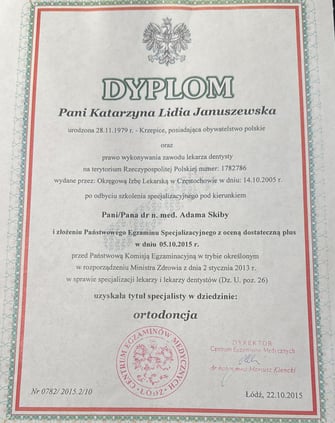 DYPLOM
Pani Katarzyna Lidia Januszewska
urodzona 28.11.1979 r. - Krzepice, posiadająca obywatelstwo polskie
oraz
prawo wykonywania zawodu lekarza dentysty
na terytorium Rzeczypospolitej Polskiej numer: 1782786
wydane przez: Okręgową Izbę Lekarską w Częstochowie w dniu: 14.10.2005 r.
po odbyciu szkolenia specjalizacyjnego pod kierunkiem
Pani/Pana dr n. med. Adama Skiby
i złożeniu Państwowego Egzaminu Specjalizacyjnego z oceną dostateczną plus
w dniu 05.10.2015 r.
przed Państwową Komisją Egzaminacyjną w trybie określonym
w rozporządzeniu Ministra Zdrowia z dnia 2 stycznia 2013 r.
w sprawie specjalizacji lekarzy i lekarzy dentystów (Dz. U. poz. 26)
uzyskała tytuł specjalisty w dziedzinie:
ortodoncja
CENTRUM EGZAMINÓW MEDYCZNYCH
DYREKTOR
Centrum Egzaminów Medycznych
dr n. med. Mariusz Klencki
Nr 0782/ 2015.2/10
Łódź, 22.10.2015